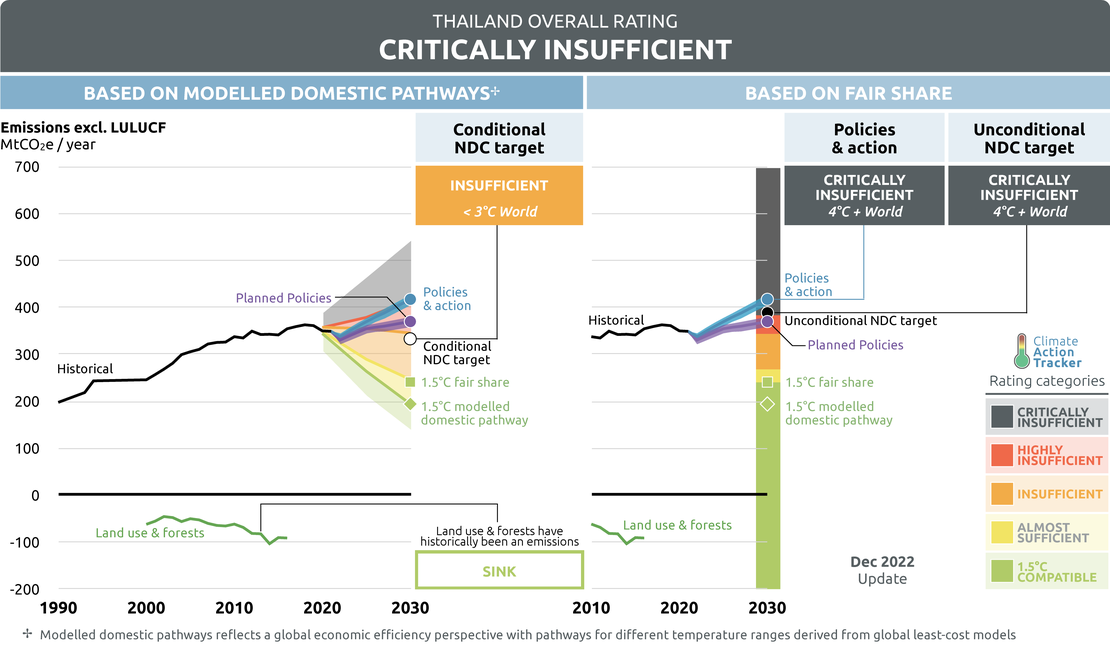 THAILAND OVERALL RATING
CRITICALLY INSUFFICIENT
BASED ON MODELLED DOMESTIC PATHWAYS✢
BASED ON FAIR SHARE
Emissions excl. LULUCF
MtCO₂e / year
Conditional
NDC target
INSUFFICIENT
< 3°C World
Policies
& action
CRITICALLY
INSUFFICIENT
4°C + World
Unconditional
NDC target
CRITICALLY
INSUFFICIENT
4°C + World
700
600
500
400
300
200
100
0
-100
-200
Historical
Planned Policies
Policies
& action
Conditional
NDC target
1.5°C fair share
1.5°C modelled
domestic pathway
Land use & forests
Land use & forests have
historically been an emissions
SINK
1990
2000
2010
2020
2030
Historical
Policies
& action
Unconditional NDC target
Planned Policies
1.5°C fair share
1.5°C modelled
domestic pathway
Land use & forests
2010
2020
2030
Dec 2022
Update
Climate
Action
Tracker
Rating categories
CRITICALLY
INSUFFICIENT
HIGHLY
INSUFFICIENT
INSUFFICIENT
ALMOST
SUFFICIENT
1.5°C
COMPATIBLE
✢ Modelled domestic pathways reflects a global economic efficiency perspective with pathways for different temperature ranges derived from global least-cost models